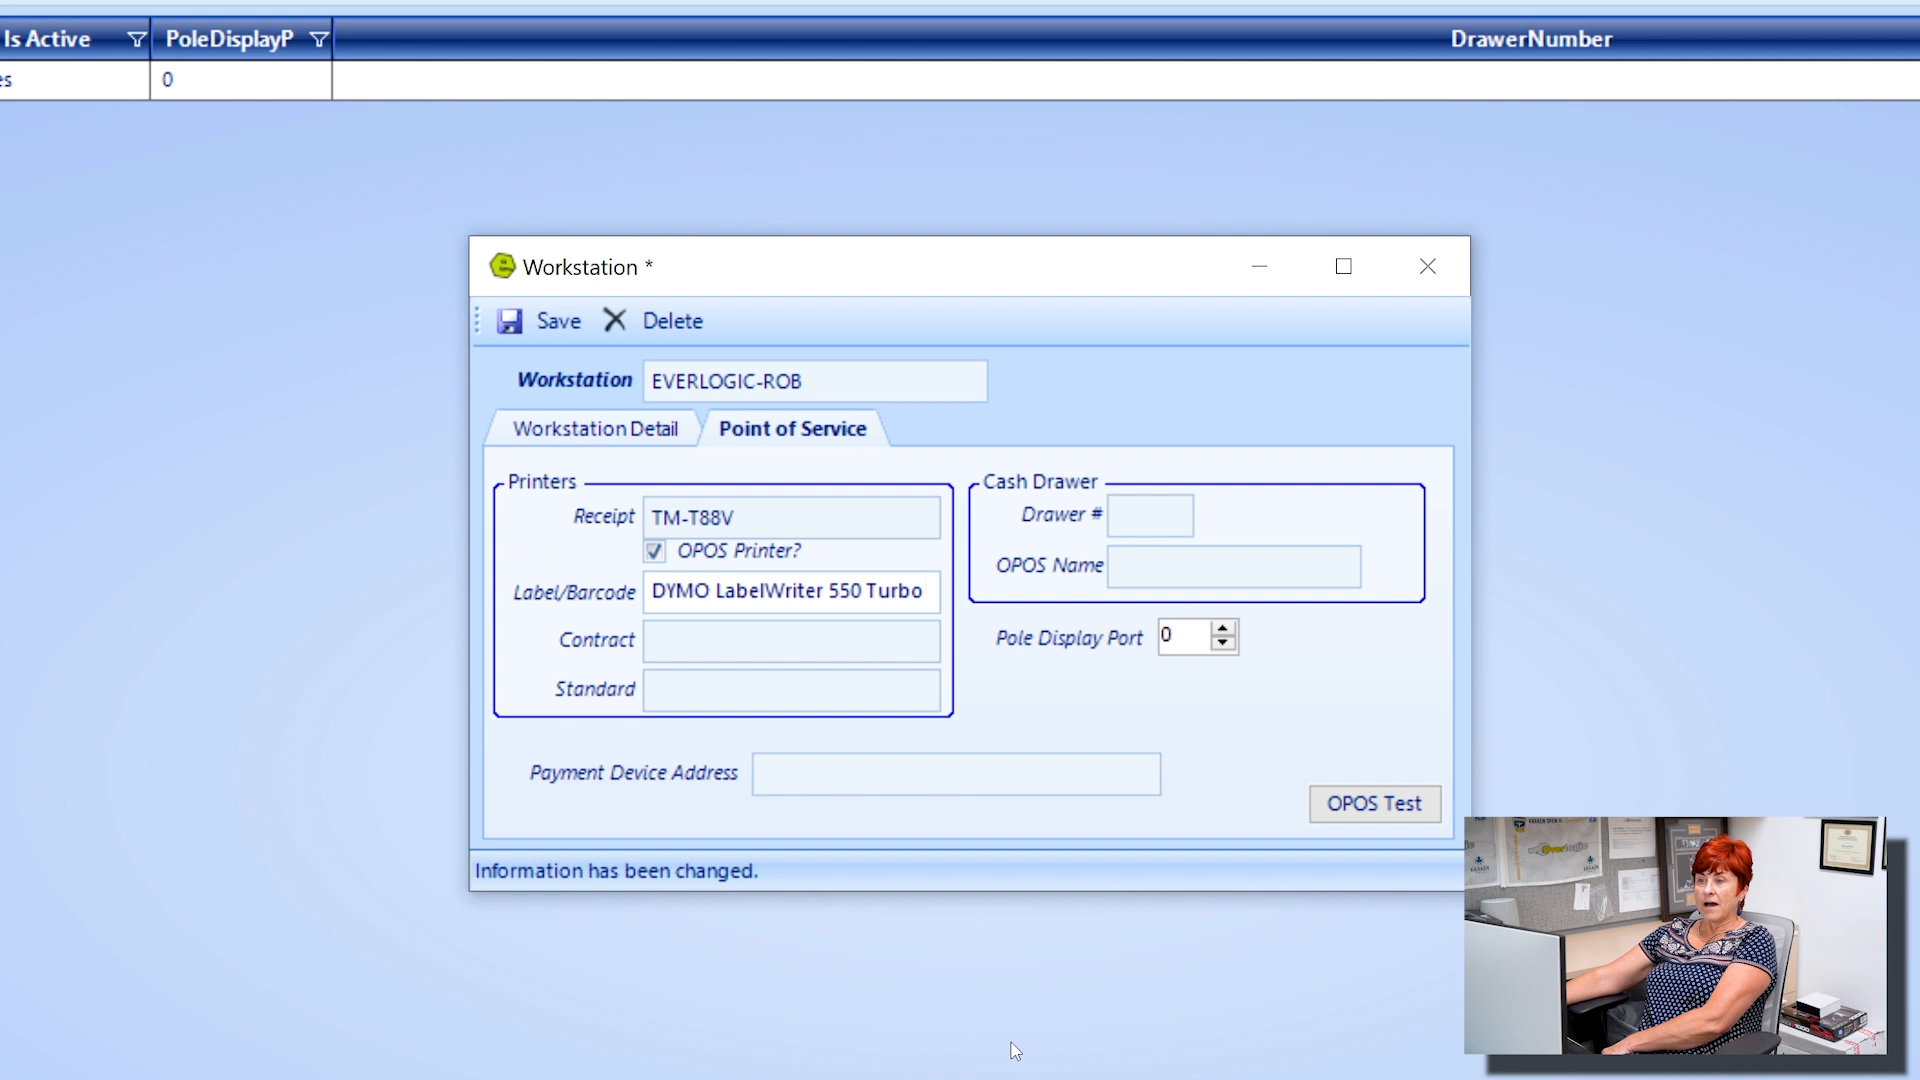 Is Active PoleDisplayP DrawerNumber
es 0
Workstation *
Save Delete
Workstation EVERLOGIC-ROB
Workstation Detail Point of Service
Printers
Receipt TM-T88V
OPOS Printer?
Label/Barcode DYMO LabelWriter 550 Turbo
Contract
Standard
Cash Drawer
Drawer #
OPOS Name
Pole Display Port 0
Payment Device Address
OPOS Test
Information has been changed.
everlogic